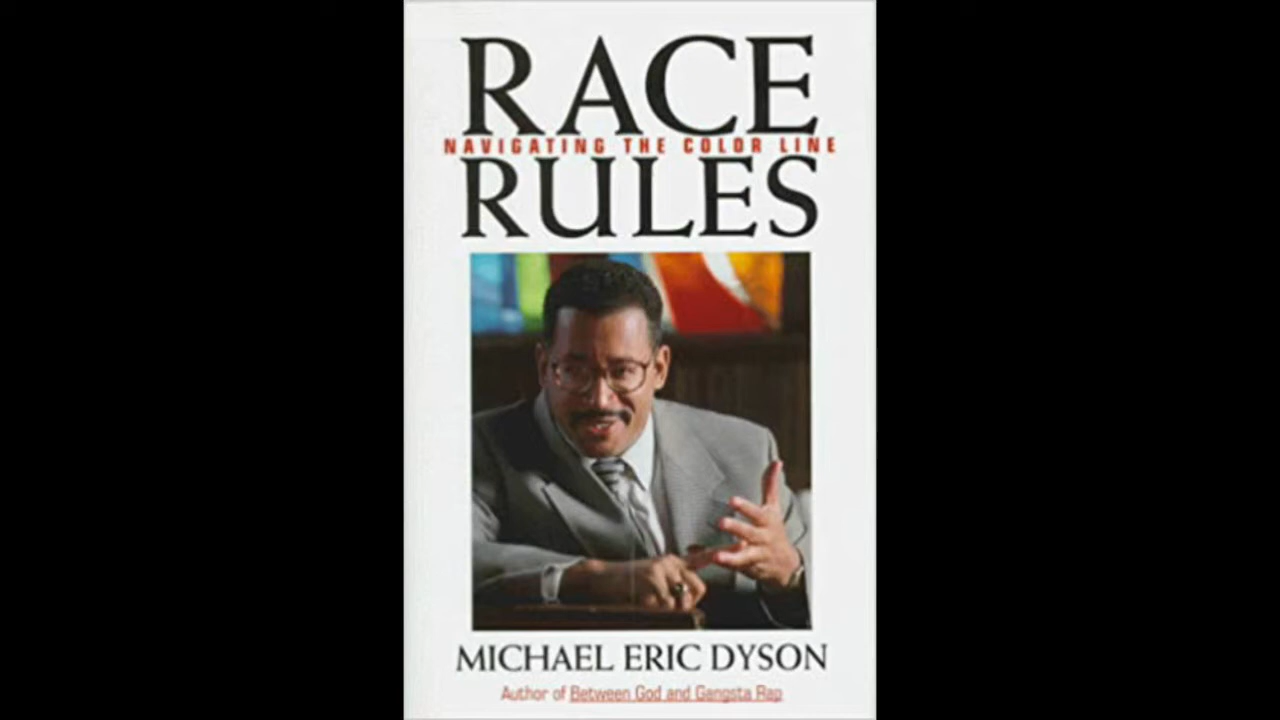 RACE
NAVIGATING THE COLOR LINE
RULES
MICHAEL ERIC DYSON
Author of Between God and Gangsta Rap